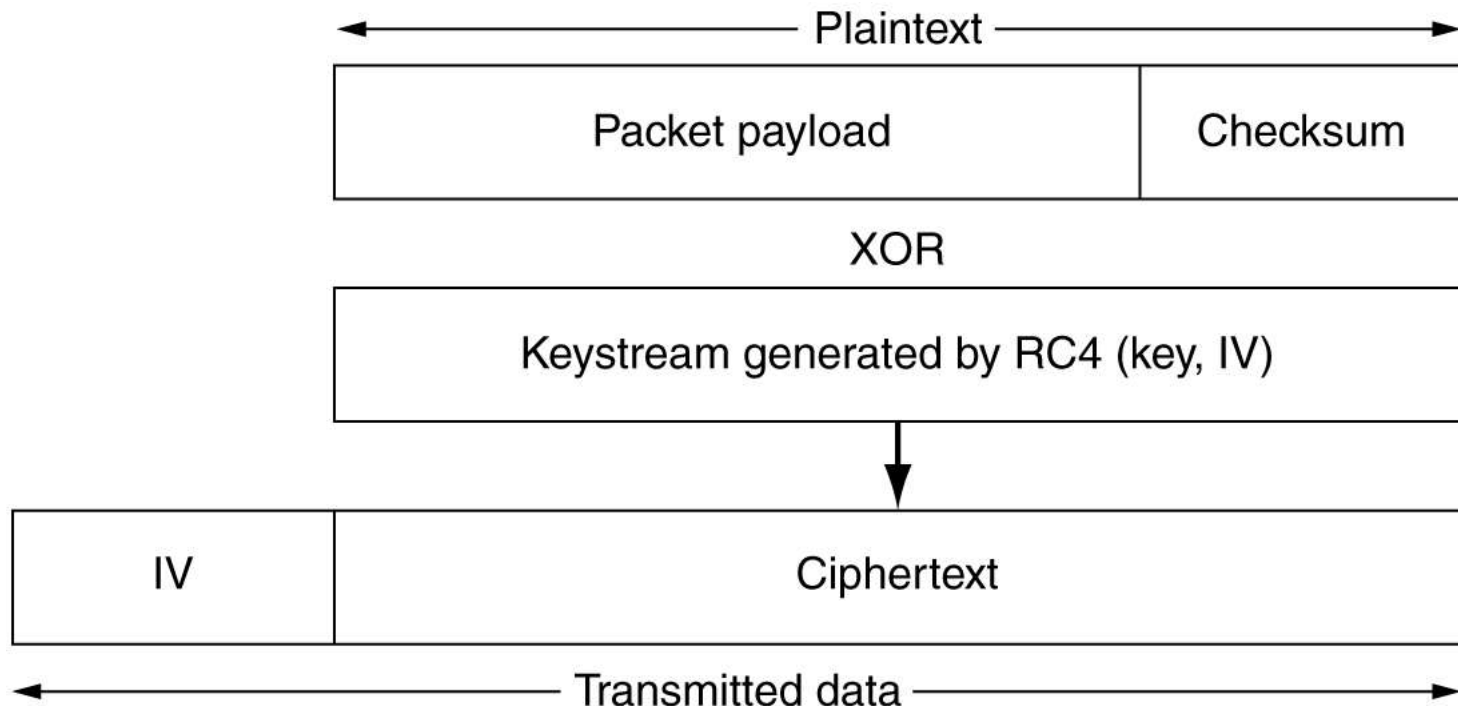 Plaintext
Packet payload Checksum
XOR
Keystream generated by RC4 (key, IV)
IV Ciphertext
Transmitted data